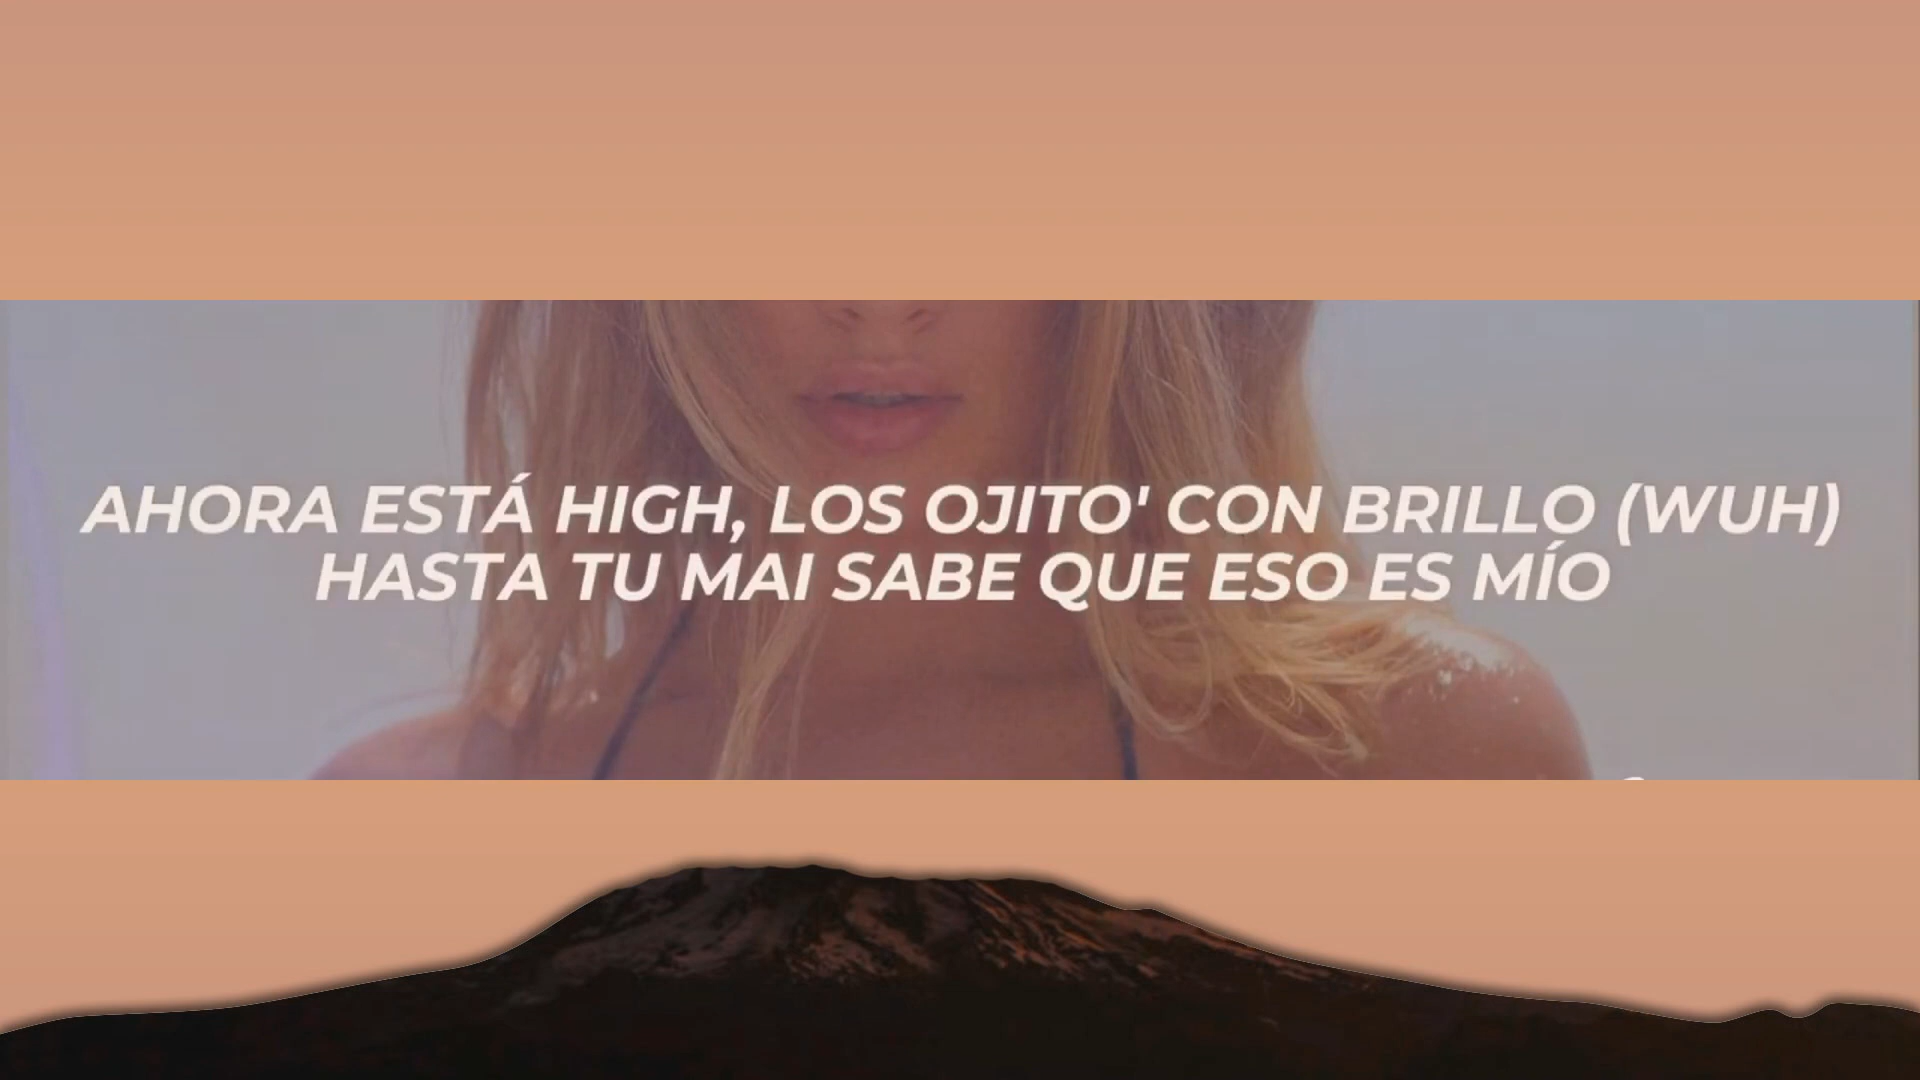 AHORA ESTÁ HIGH, LOS OJITO' CON BRILLO (WUH)
HASTA TU MAI SABE QUE ESO ES MÍO